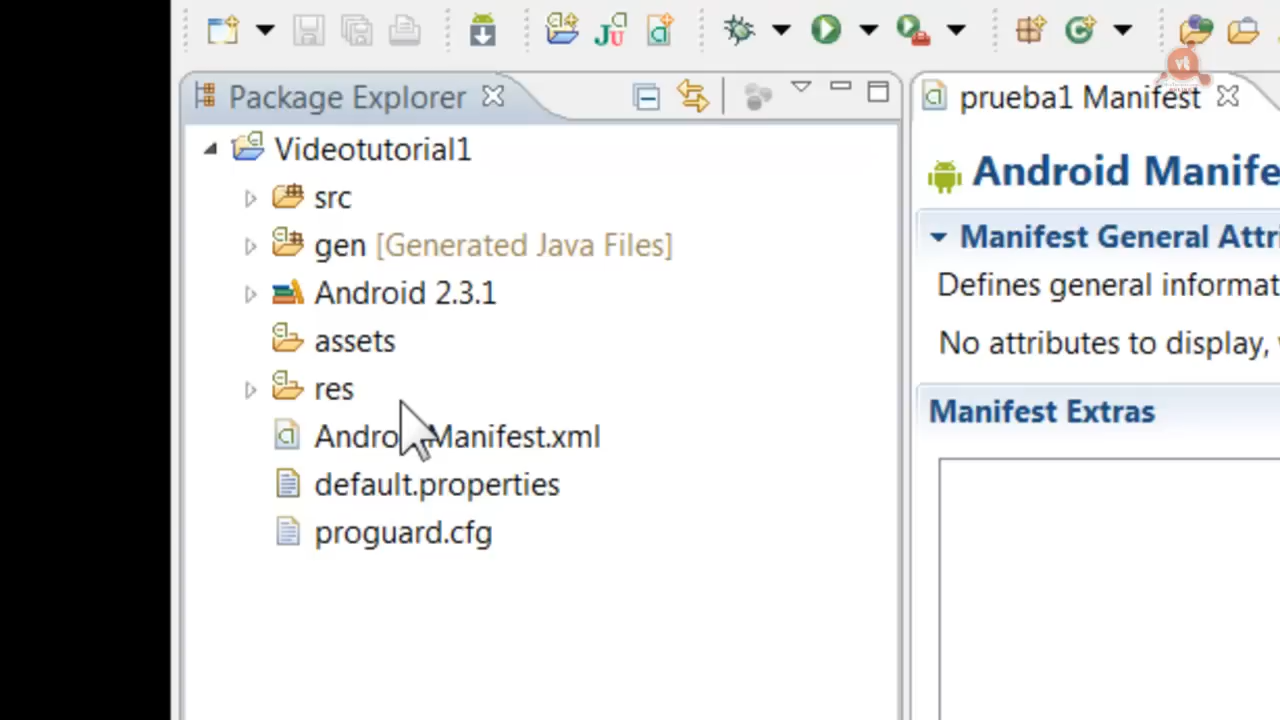 Package Explorer
prueba1 Manifest
Videotutorial1
src
gen [Generated Java Files]
Android 2.3.1
assets
res
AndroidManifest.xml
default.properties
proguard.cfg
Android Manife
Manifest General Attri
Defines general informat
No attributes to display,
Manifest Extras
vt